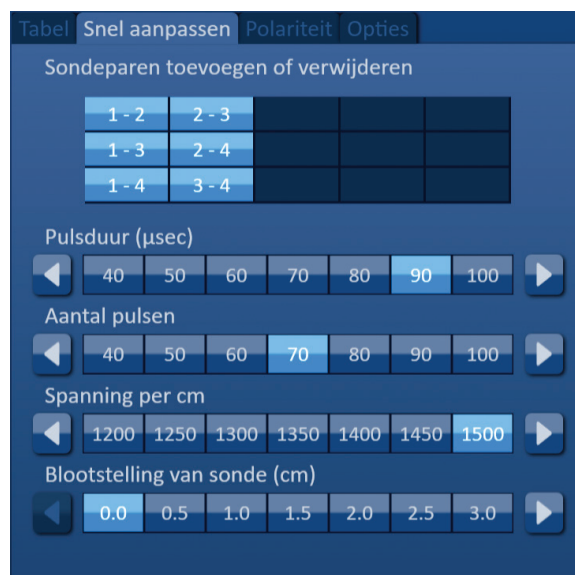 Tabel Snel aanpassen Polariteit Opties
Sondeparen toevoegen of verwijderen
1 - 2 2 - 3
1 - 3 2 - 4
1 - 4 3 - 4
Pulsduur (µsec)
40 50 60 70 80 90 100
Aantal pulsen
40 50 60 70 80 90 100
Spanning per cm
1200 1250 1300 1350 1400 1450 1500
Blootstelling van sonde (cm)
0.0 0.5 1.0 1.5 2.0 2.5 3.0